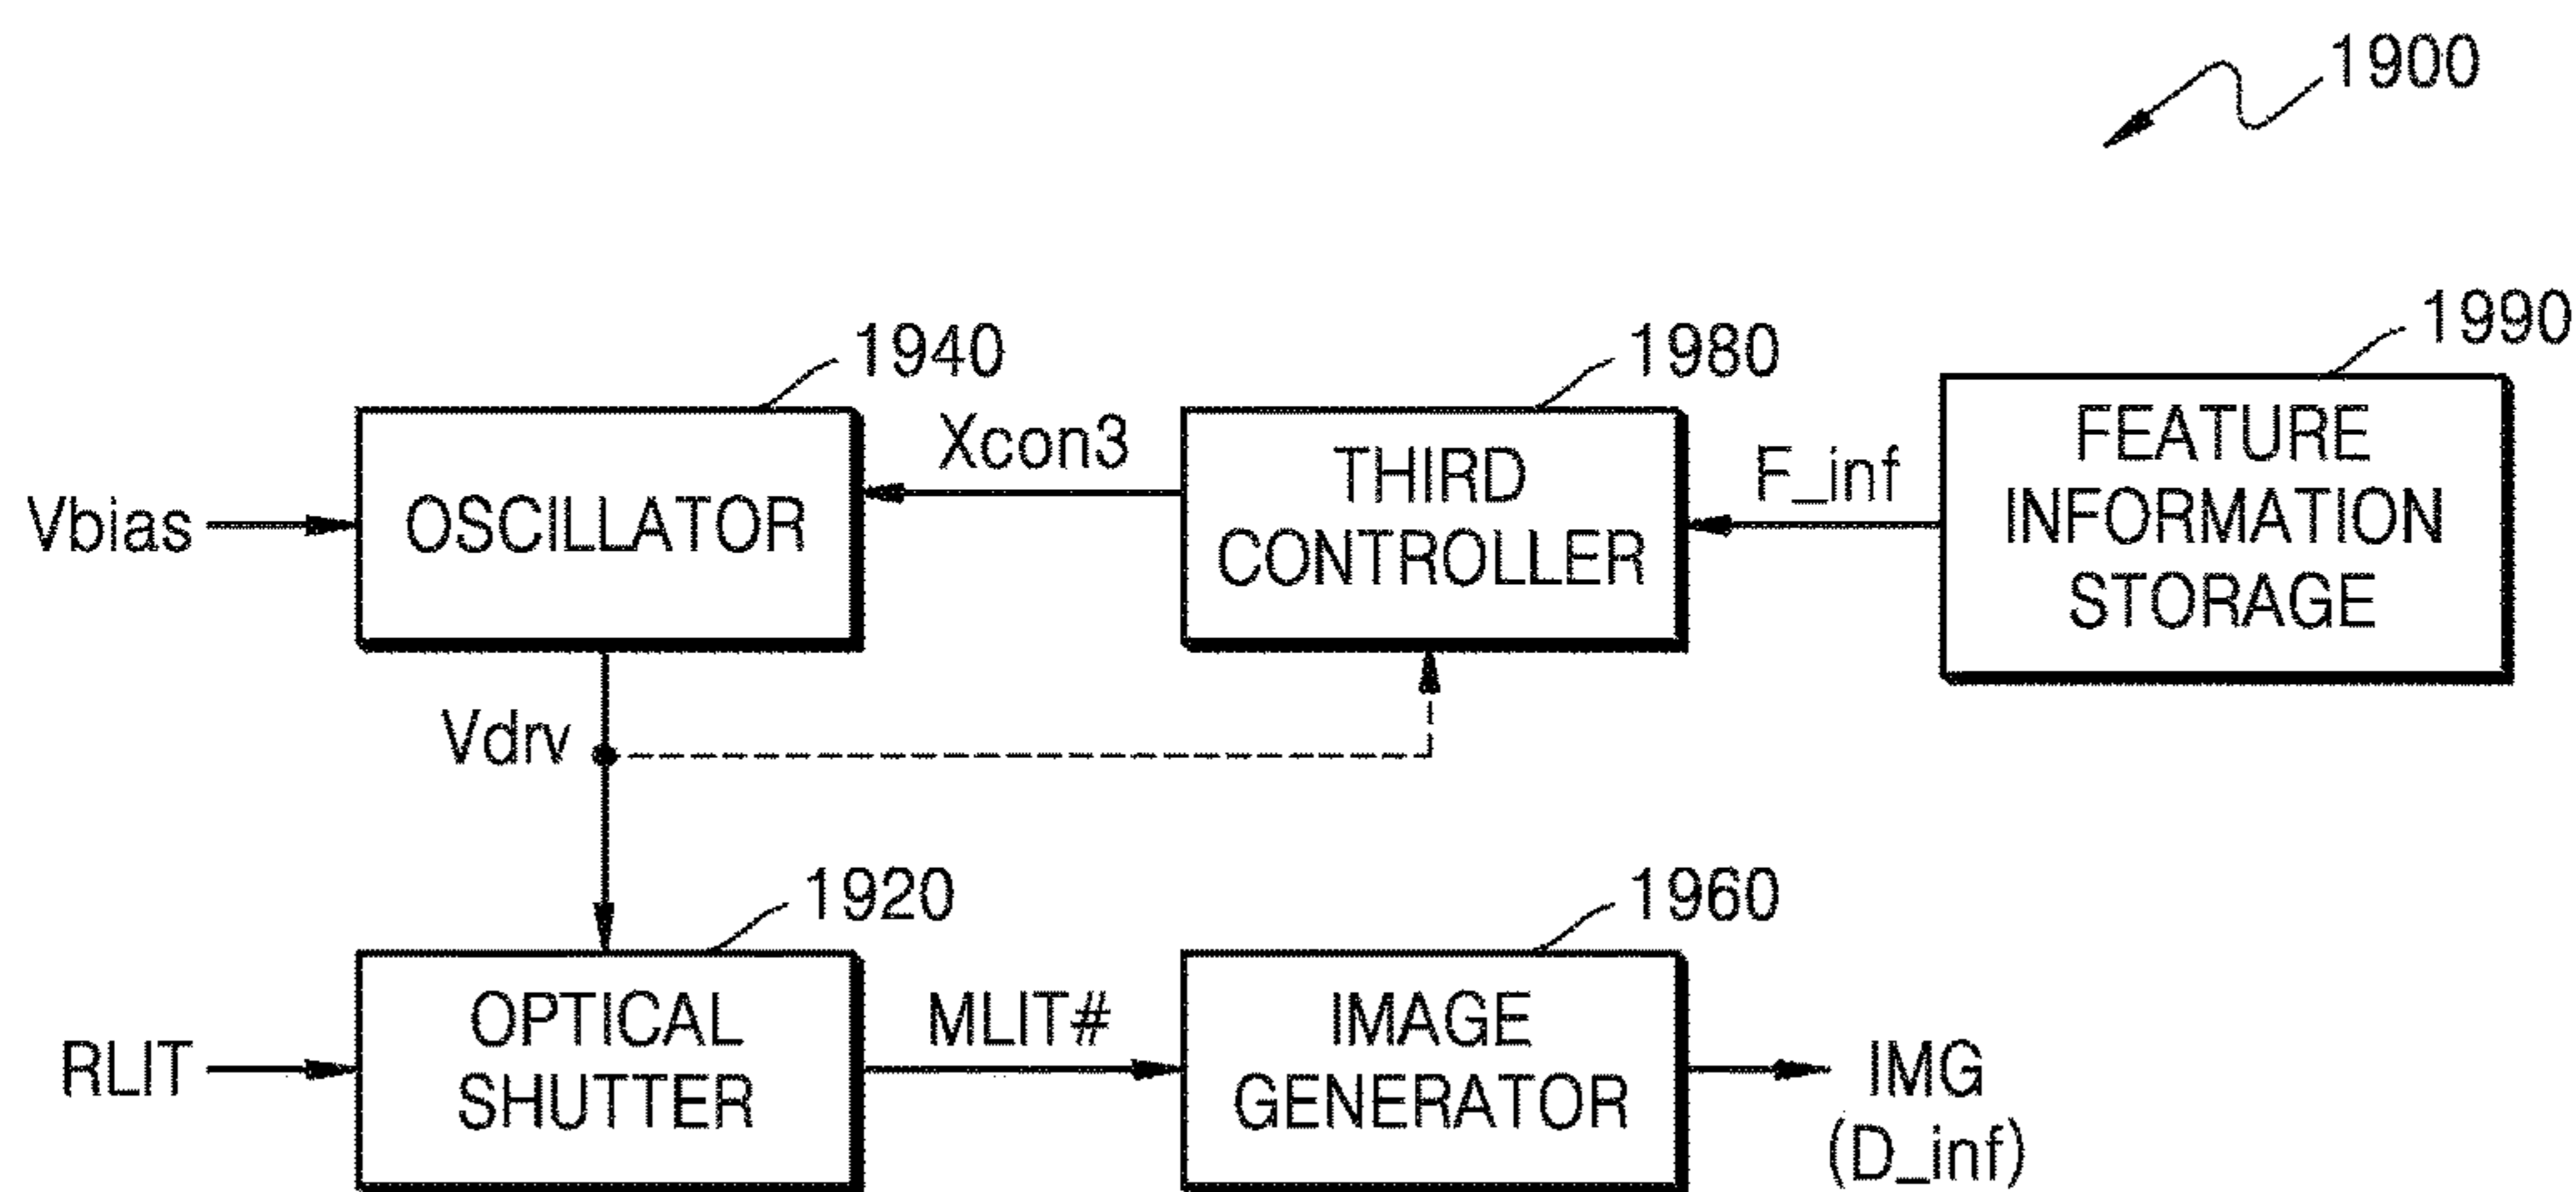 1900
1940
1980
1990
Vbias
OSCILLATOR
Xcon3
THIRD
CONTROLLER
F_inf
FEATURE
INFORMATION
STORAGE
Vdrv
1920
1960
RLIT
OPTICAL
SHUTTER
MLIT#
IMAGE
GENERATOR
IMG
(D_inf)